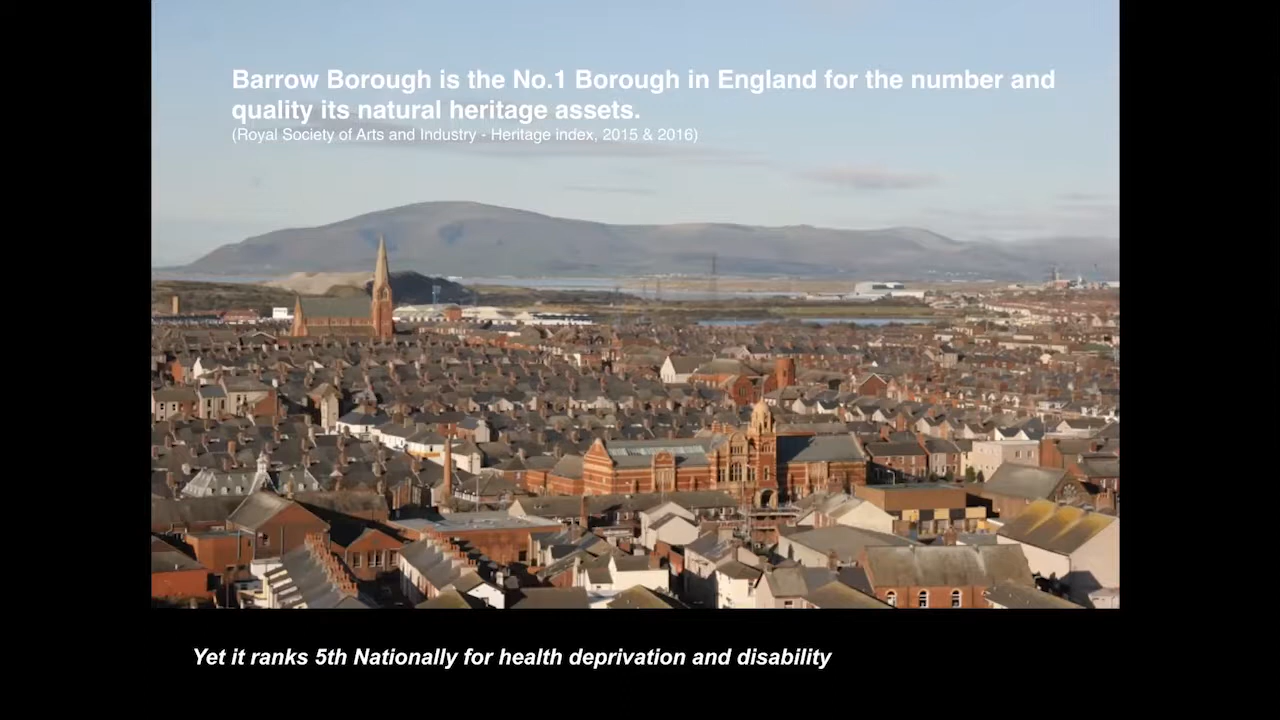 Barrow Borough is the No.1 Borough in England for the number and
quality its natural heritage assets.
(Royal Society of Arts and Industry - Heritage index, 2015 & 2016)
Yet it ranks 5th Nationally for health deprivation and disability